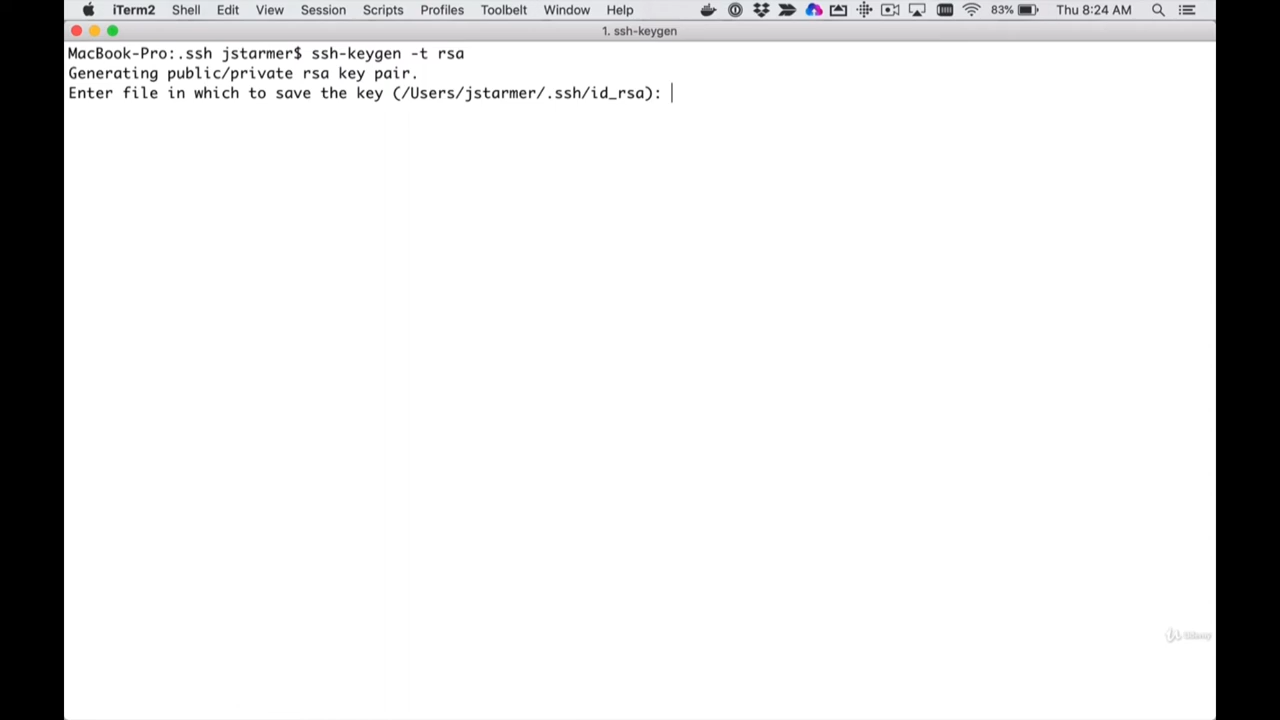 iTerm2 Shell Edit View Session Scripts Profiles Toolbelt Window Help 83% Thu 8:24 AM
1. ssh-keygen
MacBook-Pro:.ssh jstarmer$ ssh-keygen -t rsa
Generating public/private rsa key pair.
Enter file in which to save the key (/Users/jstarmer/.ssh/id_rsa):
Udemy